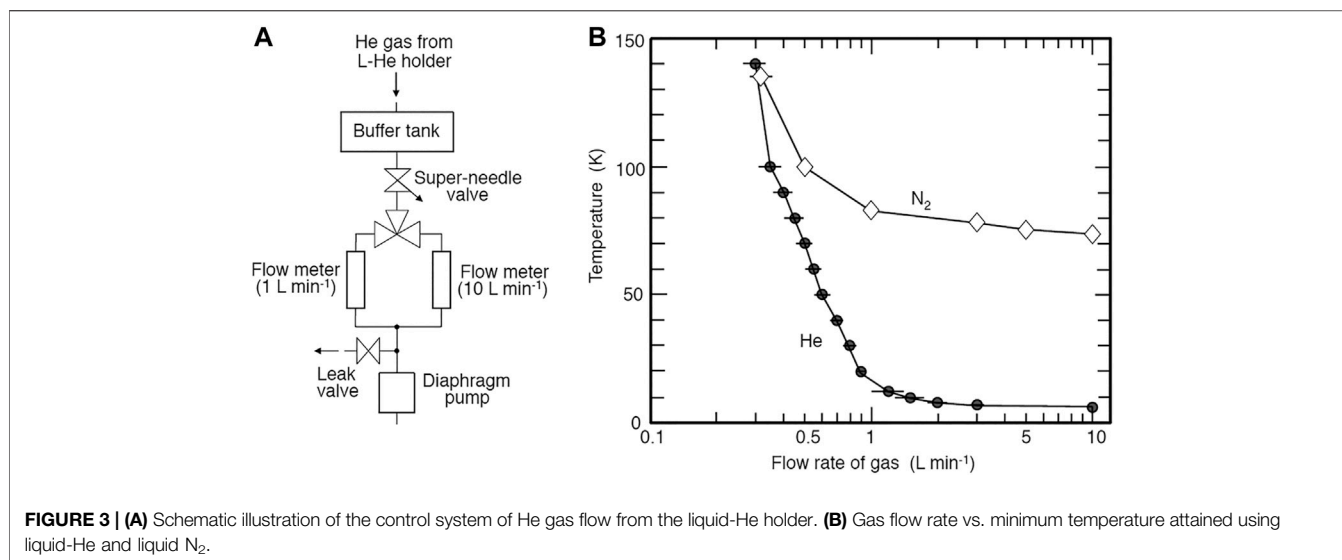 A
He gas from
L-He holder
Buffer tank
Super-needle
valve
Flow meter
(1 L min⁻¹)
Flow meter
(10 L min⁻¹)
Leak
valve
Diaphragm
pump
B
150
100
50
0
Temperature (K)
N₂
He
0.1
0.5
1
5
10
Flow rate of gas (L min⁻¹)
FIGURE 3 | (A) Schematic illustration of the control system of He gas flow from the liquid-He holder. (B) Gas flow rate vs. minimum temperature attained using
liquid-He and liquid N₂.